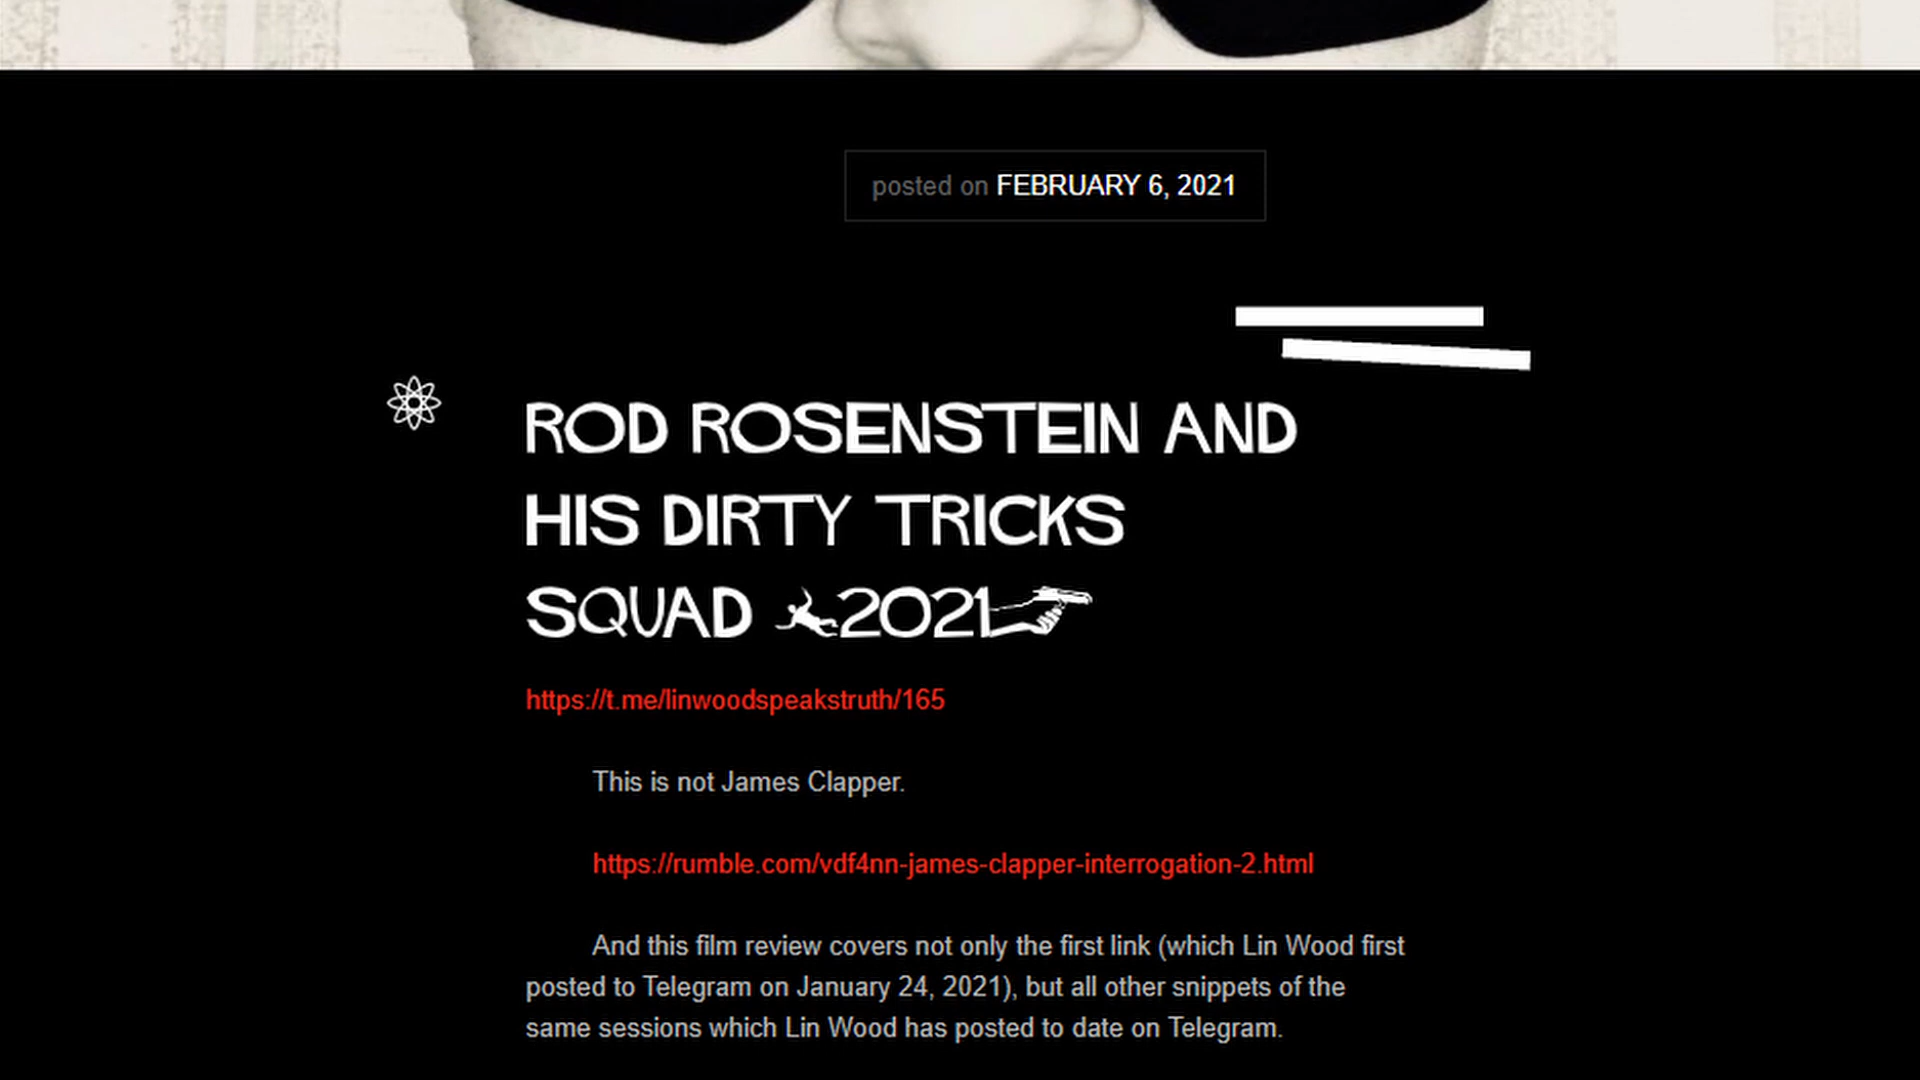 posted on FEBRUARY 6, 2021
ROD ROSENSTEIN AND
HIS DIRTY TRICKS
SQUAD 2021
https://t.me/linwoodspeakstruth/165
This is not James Clapper.
https://rumble.com/vdf4nn-james-clapper-interrogation-2.html
And this film review covers not only the first link (which Lin Wood first
posted to Telegram on January 24, 2021), but all other snippets of the
same sessions which Lin Wood has posted to date on Telegram.